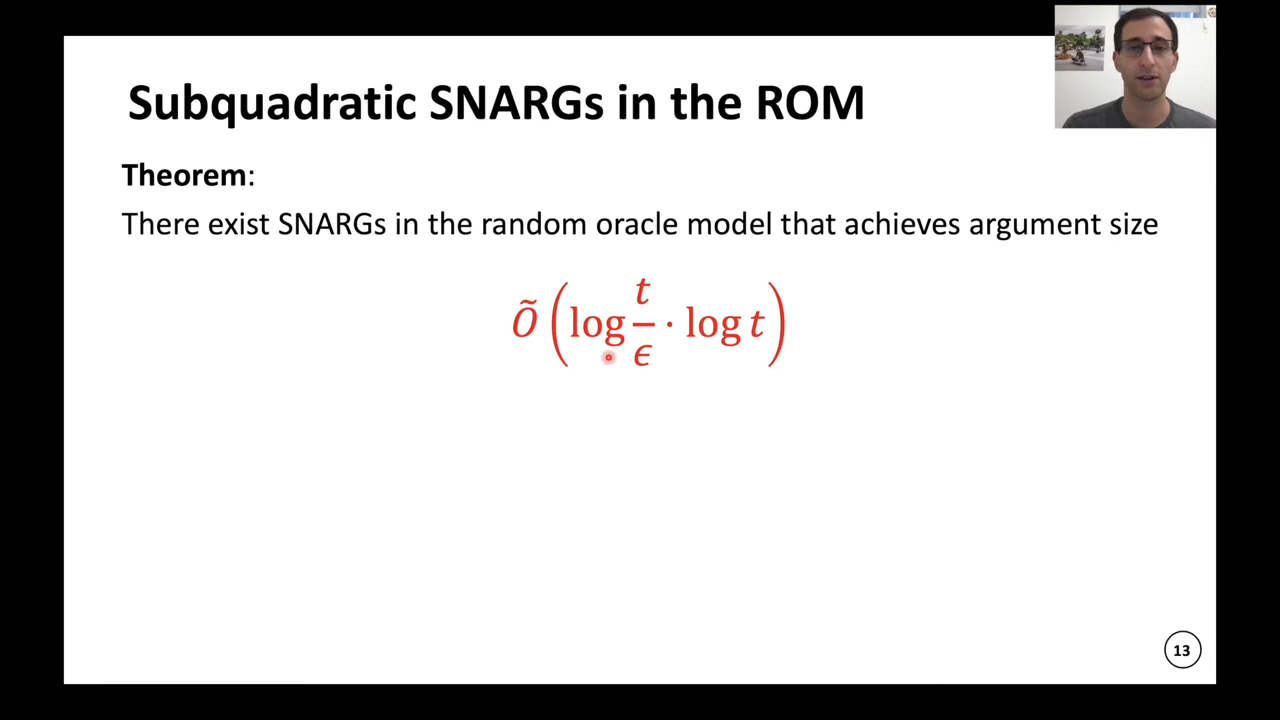 Subquadratic SNARGs in the ROM
Theorem:
There exist SNARGs in the random oracle model that achieves argument size
Õ(log t/ϵ · log t)
13